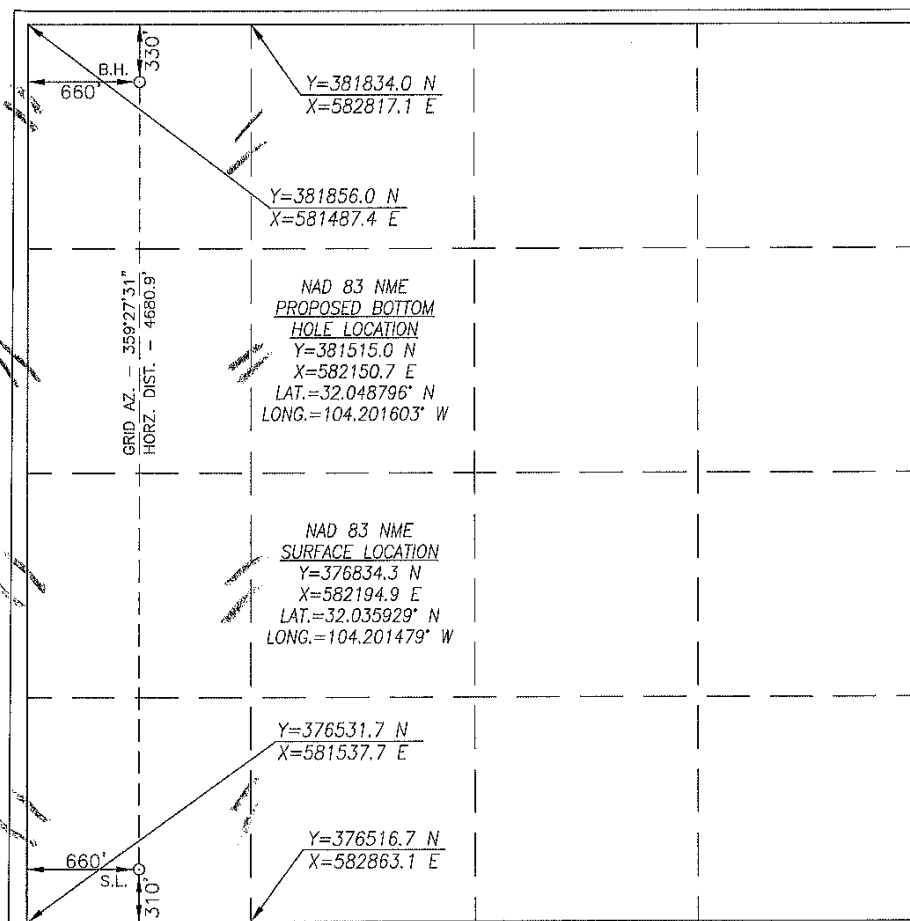 330'
B.H.
660'
Y=381834.0 N
X=582817.1 E
Y=381856.0 N
X=581487.4 E
GRID AZ. - 359°27'31"
HORZ. DIST. - 4680.9'
NAD 83 NME
PROPOSED BOTTOM
HOLE LOCATION
Y=381515.0 N
X=582150.7 E
LAT.=32.048796° N
LONG.=104.201603° W
NAD 83 NME
SURFACE LOCATION
Y=376834.3 N
X=582194.9 E
LAT.=32.035929° N
LONG.=104.201479° W
Y=376531.7 N
X=581537.7 E
Y=376516.7 N
X=582863.1 E
660'
S.L.
310'